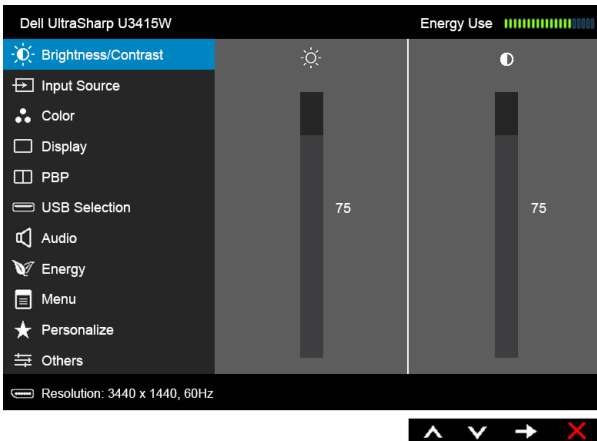 Dell UltraSharp U3415W
Energy Use
Brightness/Contrast
Input Source
Color
Display
PBP
USB Selection
75
75
Audio
Energy
Menu
Personalize
Others
Resolution: 3440 x 1440, 60Hz